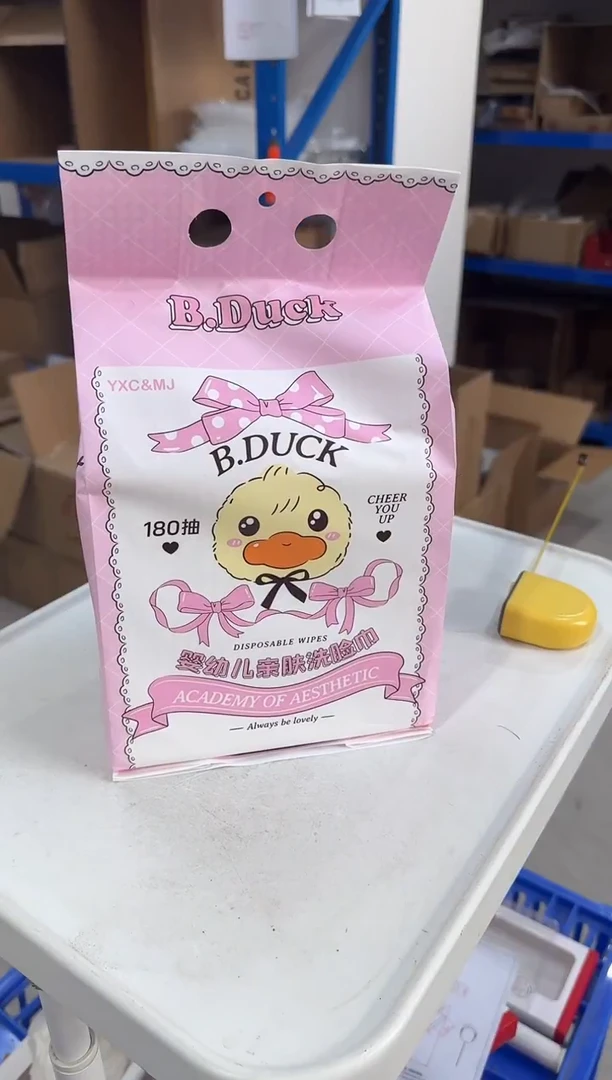 B.Duck
YXC&MJ
B.DUCK
180抽
CHEER
YOU
UP
DISPOSABLE WIPES
婴幼儿亲肤洗脸巾
ACADEMY OF AESTHETIC
— Always be lovely —